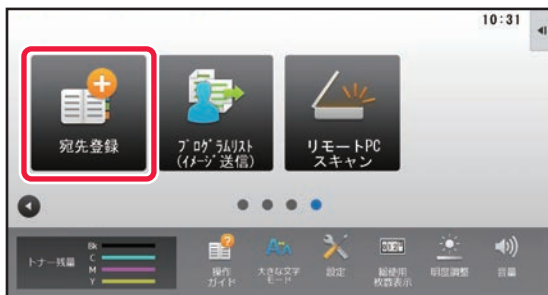 10:31
宛先登録
プログラムリスト
(イメージ送信)
リモートPC
スキャン
トナー残量
Bk
C
M
Y
操作
ガイド
大きな文字
モード
設定
総使用
枚数表示
明度調整
音量